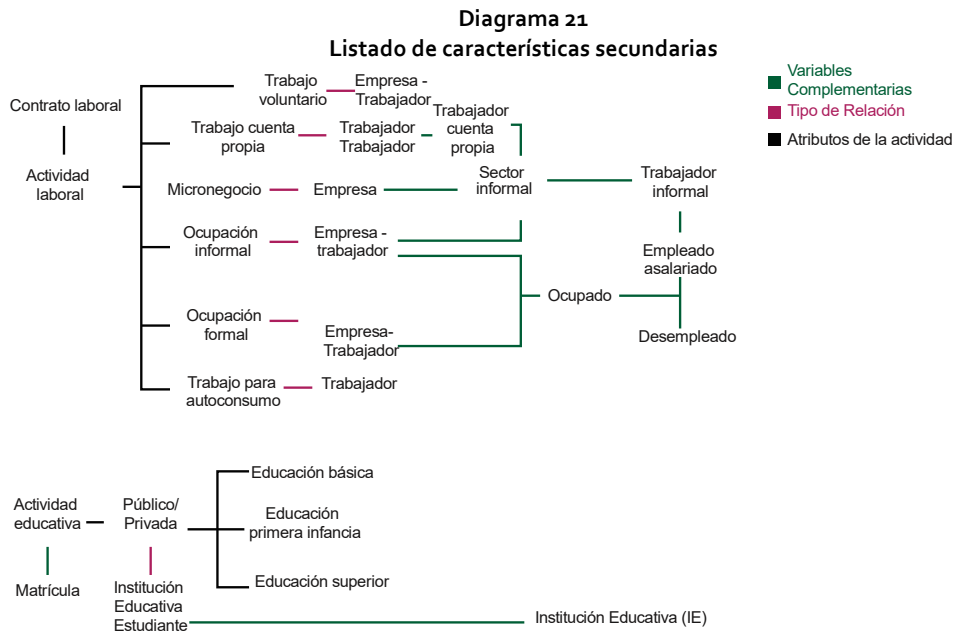 Diagrama 21
Listado de características secundarias
Variables
Complementarias
Tipo de Relación
Atributos de la actividad
Contrato laboral
Actividad
laboral
Trabajo
voluntario
Empresa -
Trabajador
Trabajo cuenta
propia
Trabajador
Trabajador
Trabajador
cuenta
propia
Micronegocio
Empresa
Sector
informal
Trabajador
informal
Ocupación
informal
Empresa -
trabajador
Empleado
asalariado
Ocupado
Ocupación
formal
Empresa-
Trabajador
Desempleado
Trabajo para
autoconsumo
Trabajador
Educación básica
Actividad
educativa
Público/
Privada
Educación
primera infancia
Matrícula
Institución
Educativa
Estudiante
Educación superior
Institución Educativa (IE)